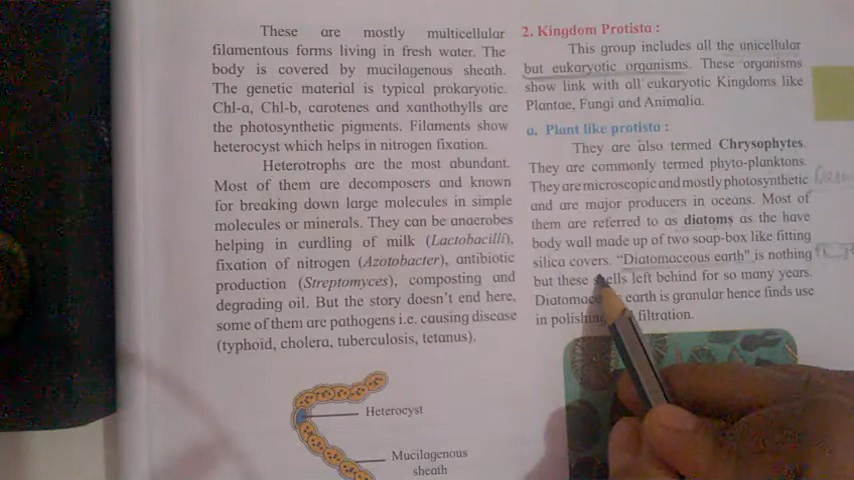 These are mostly multicellular
filamentous forms living in fresh water. The
body is covered by mucilagenous sheath.
The genetic material is typical prokaryotic.
Chl-a, Chl-b, carotenes and xanthothylls are
the photosynthetic pigments. Filaments show
heterocyst which helps in nitrogen fixation.
Heterotrophs are the most abundant.
Most of them are decomposers and known
for breaking down large molecules in simple
molecules or minerals. They can be anaerobes
helping in curdling of milk (Lactobacilli),
fixation of nitrogen (Azotobacter), antibiotic
production (Streptomyces), composting and
degrading oil. But the story doesn't end here,
some of them are pathogens i.e. causing disease
(typhoid, cholera, tuberculosis, tetanus).
Heterocyst
Mucilagenous
sheath
2. Kingdom Protista :
This group includes all the unicellular
but eukaryotic organisms. These organisms
show link with all eukaryotic Kingdoms like
Plantae, Fungi and Animalia.
a. Plant like protista :
They are also termed Chrysophytes.
They are commonly termed phyto-planktons.
They are microscopic and mostly photosynthetic
and are major producers in oceans. Most of
them are referred to as diatoms as the have
body wall made up of two soap-box like fitting
silica covers. “Diatomaceous earth” is nothing
but these shells left behind for so many years.
earth is granular hence finds use
in polishing filtration.